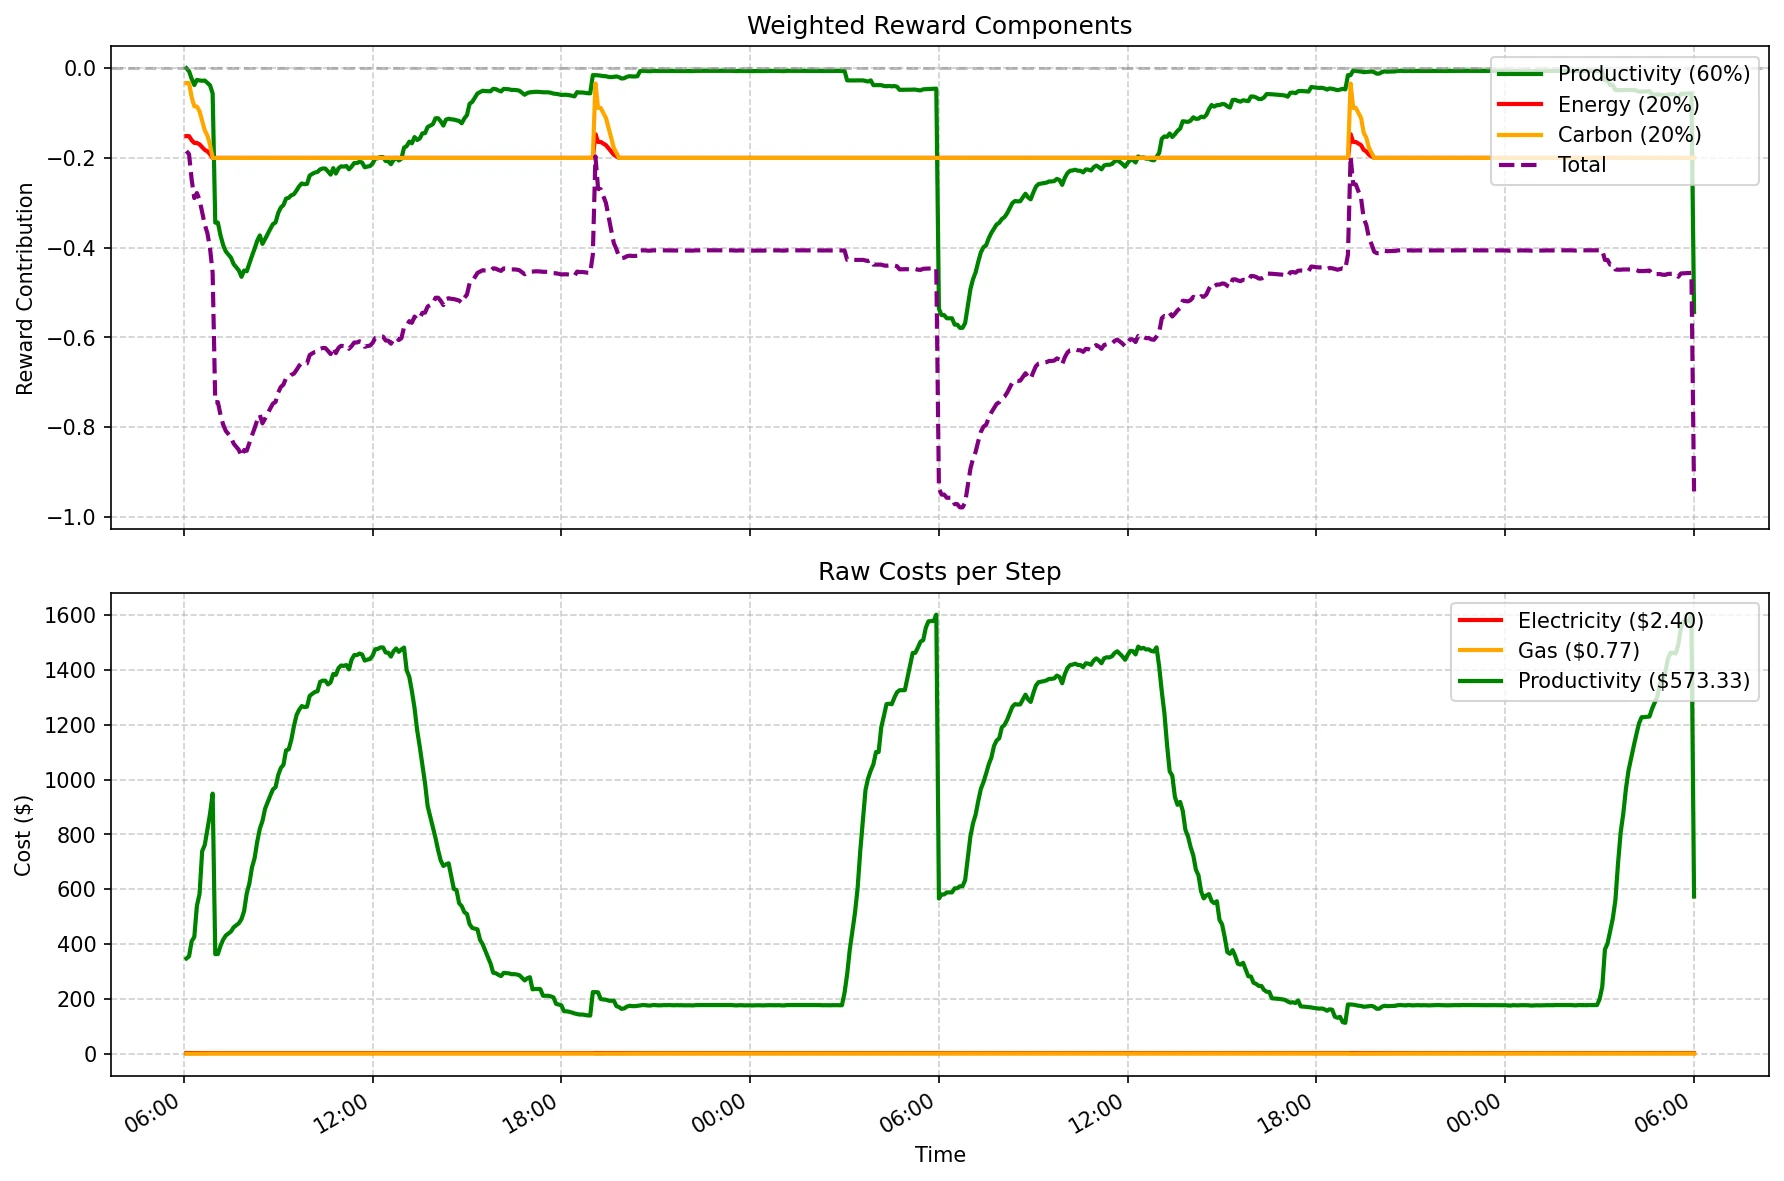 Weighted Reward Components
Reward Contribution
0.0
−0.2
−0.4
−0.6
−0.8
−1.0
Productivity (60%)
Energy (20%)
Carbon (20%)
Total
Raw Costs per Step
Cost ($)
1600
1400
1200
1000
800
600
400
200
0
Electricity ($2.40)
Gas ($0.77)
Productivity ($573.33)
06:00 12:00 18:00 00:00 06:00 12:00 18:00 00:00 06:00
Time